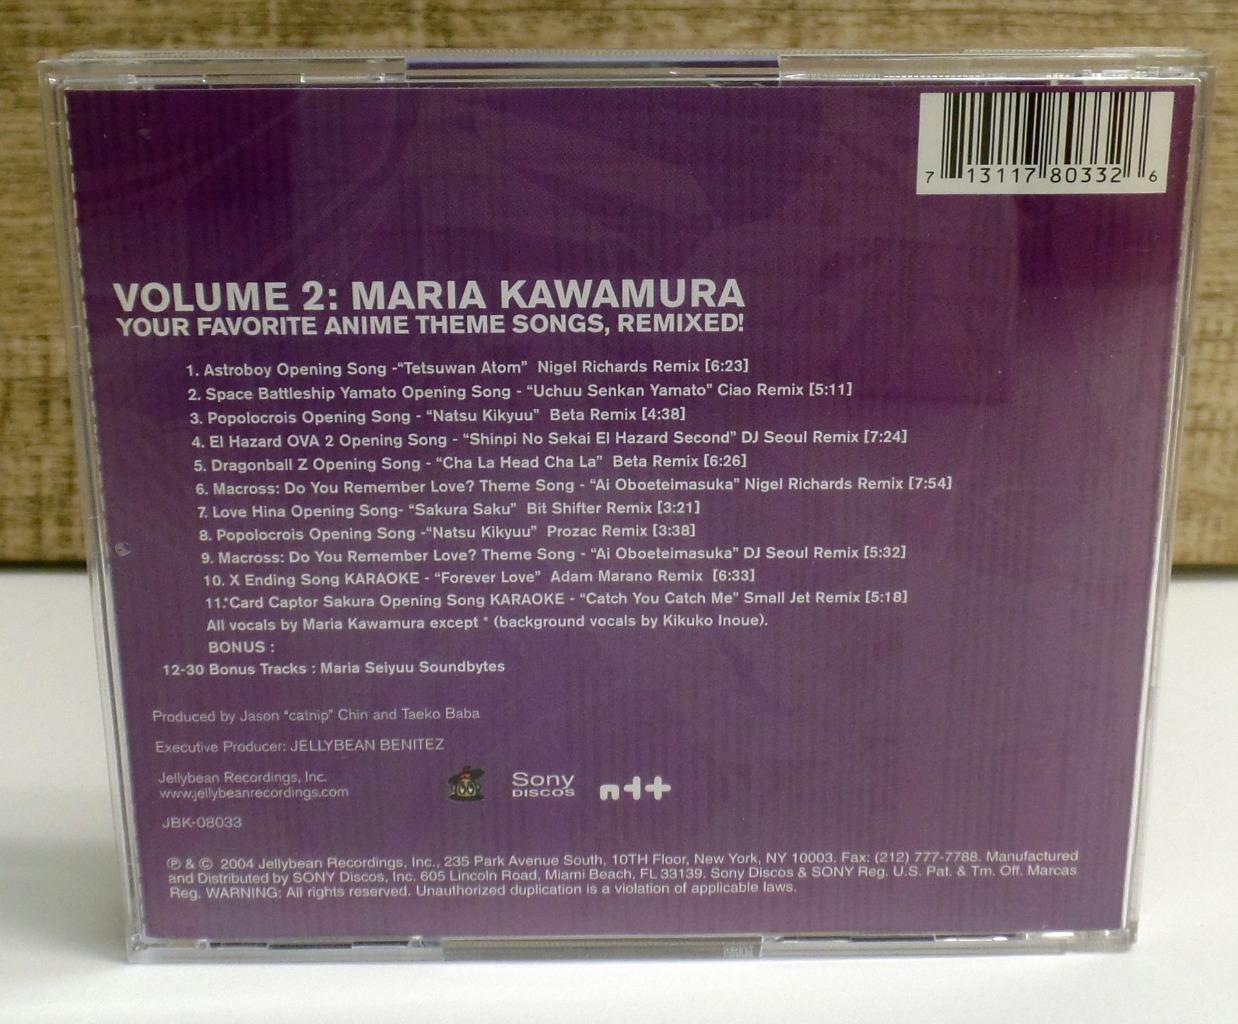 7 13117 80332 6
VOLUME 2: MARIA KAWAMURA
YOUR FAVORITE ANIME THEME SONGS, REMIXED!
1. Astroboy Opening Song -“Tetsuwan Atom” Nigel Richards Remix [6:23]
2. Space Battleship Yamato Opening Song - “Uchuu Senkan Yamato” Ciao Remix [5:11]
3. Popolocrois Opening Song - “Natsu Kikyuu” Beta Remix [4:38]
4. El Hazard OVA 2 Opening Song - “Shinpi No Sekai El Hazard Second” DJ Seoul Remix [7:24]
5. Dragonball Z Opening Song - “Cha La Head Cha La” Beta Remix [6:26]
6. Macross: Do You Remember Love? Theme Song - “Ai Oboeteimasuka” Nigel Richards Remix [7:54]
7. Love Hina Opening Song- “Sakura Saku” Bit Shifter Remix [3:21]
8. Popolocrois Opening Song -“Natsu Kikyuu” Prozac Remix [3:38]
9. Macross: Do You Remember Love? Theme Song - “Ai Oboeteimasuka” DJ Seoul Remix [5:32]
10. X Ending Song KARAOKE - “Forever Love” Adam Marano Remix [6:33]
11.*Card Captor Sakura Opening Song KARAOKE - “Catch You Catch Me” Small Jet Remix [5:18]
All vocals by Maria Kawamura except * (background vocals by Kikuko Inoue).
BONUS :
12-30 Bonus Tracks : Maria Seiyuu Soundbytes
Produced by Jason “catnip” Chin and Taeko Baba
Executive Producer: JELLYBEAN BENITEZ
Jellybean Recordings, Inc.
www.jellybeanrecordings.com
Sony
DISCOS
JBK-08033
℗ & © 2004 Jellybean Recordings, Inc., 235 Park Avenue South, 10TH Floor, New York, NY 10003. Fax: (212) 777-7788. Manufactured
and Distributed by SONY Discos, Inc. 605 Lincoln Road, Miami Beach, FL 33139. Sony Discos & SONY Reg. U.S. Pat. & Tm. Off. Marcas
Reg. WARNING: All rights reserved. Unauthorized duplication is a violation of applicable laws.